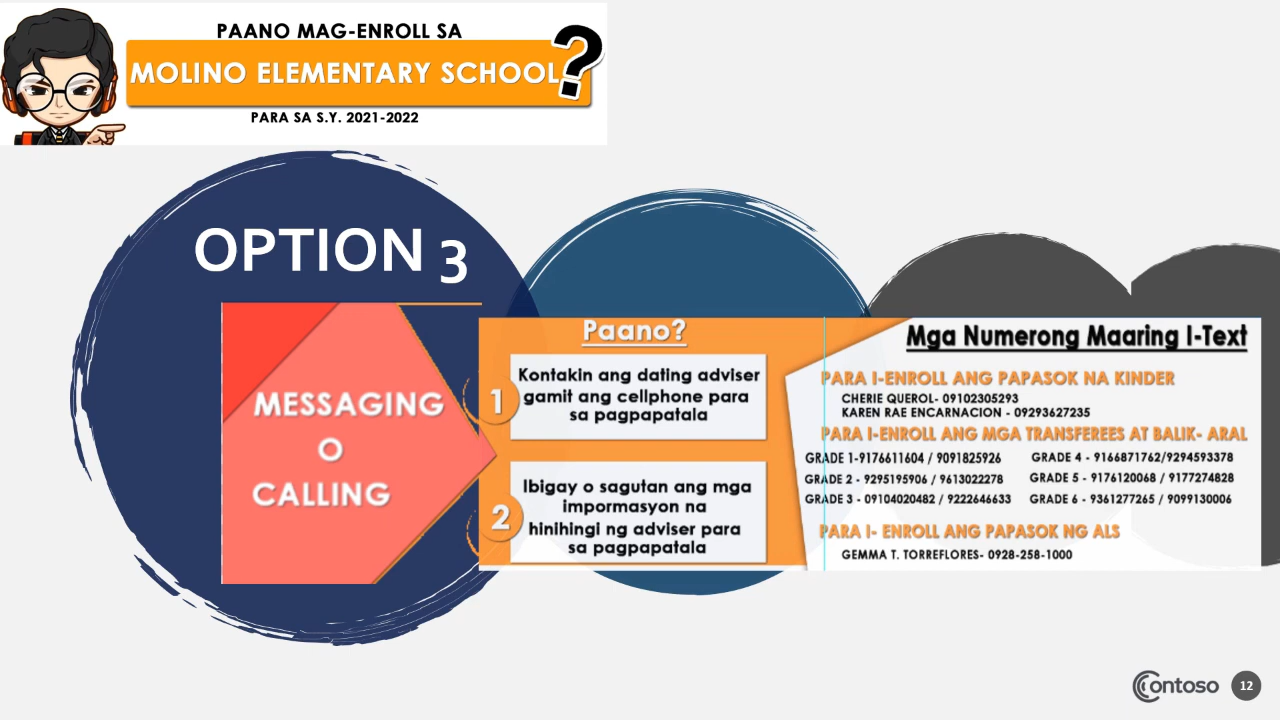 PAANO MAG-ENROLL SA
MOLINO ELEMENTARY SCHOOL?
PARA SA S.Y. 2021-2022
OPTION 3
MESSAGING
O
CALLING
Paano?
1
Kontakin ang dating adviser
gamit ang cellphone para
sa pagpapatala
2
Ibigay o sagutan ang mga
impormasyon na
hinihingi ng adviser para
sa pagpapatala
Mga Numerong Maaring I-Text
PARA I-ENROLL ANG PAPASOK NA KINDER
CHERIE QUEROL- 09102305293
KAREN RAE ENCARNACION - 09293627235
PARA I-ENROLL ANG MGA TRANSFEREES AT BALIK- ARAL
GRADE 1-9176611604 / 9091825926
GRADE 4 - 9166871762/9294593378
GRADE 2 - 9295195906 / 9613022278
GRADE 5 - 9176120068 / 9177274828
GRADE 3 - 09104020482 / 9222646633
GRADE 6 - 9361277265 / 9099130006
PARA I- ENROLL ANG PAPASOK NG ALS
GEMMA T. TORREFLORES- 0928-258-1000
Contoso
12